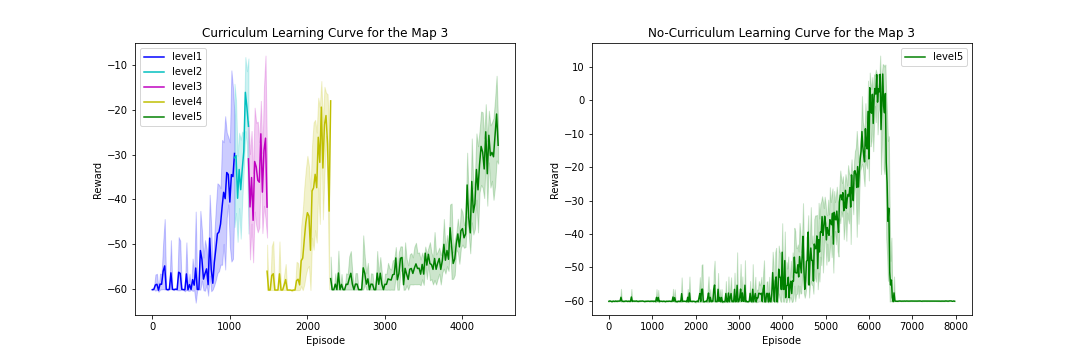 Curriculum Learning Curve for the Map 3
level1
level2
level3
level4
level5
−10
−20
−30
−40
−50
−60
Reward
0 1000 2000 3000 4000
Episode
No-Curriculum Learning Curve for the Map 3
level5
10
0
−10
−20
−30
−40
−50
−60
Reward
0 1000 2000 3000 4000 5000 6000 7000 8000
Episode